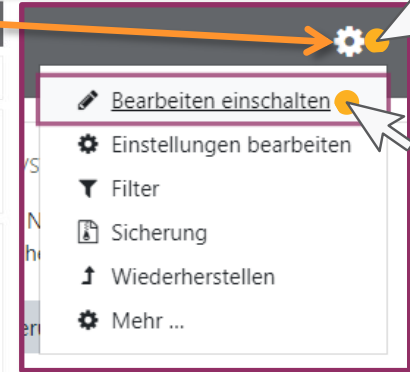 Bearbeiten einschalten
Einstellungen bearbeiten
Filter
Sicherung
Wiederherstellen
Mehr ...